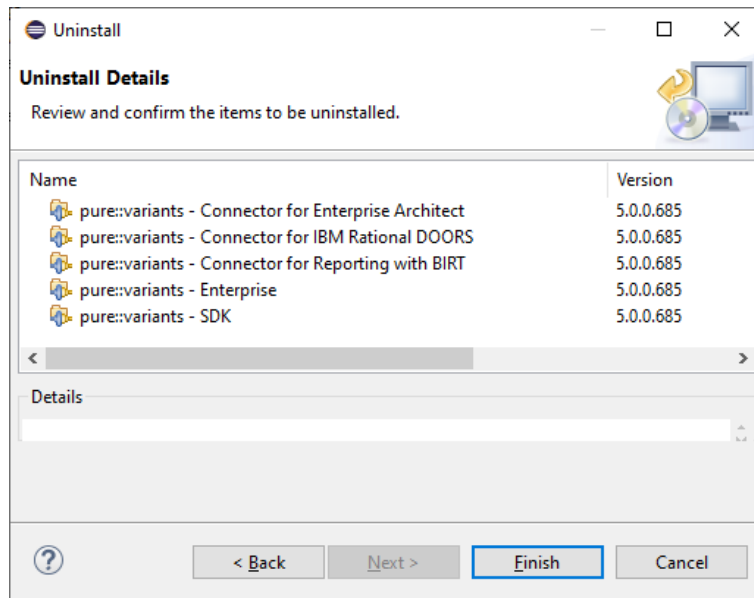 Uninstall
Uninstall Details
Review and confirm the items to be uninstalled.
Name Version
pure::variants - Connector for Enterprise Architect 5.0.0.685
pure::variants - Connector for IBM Rational DOORS 5.0.0.685
pure::variants - Connector for Reporting with BIRT 5.0.0.685
pure::variants - Enterprise 5.0.0.685
pure::variants - SDK 5.0.0.685
Details
? < Back Next > Finish Cancel